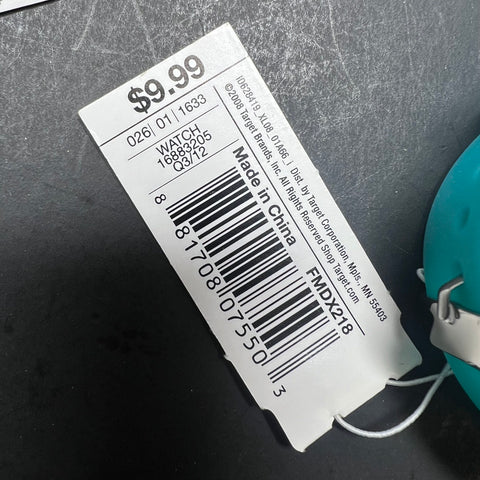 $9.99
026 | 01 | 1633
WATCH
16883205
Q3/12
8 81708 07550 3
Made in China
FMDX218
©2008 Target Brands, Inc. All Rights Reserved Shop Target.com
I0628419_XL08_01A66_i Dist. by Target Corporation, Mpls., MN 55403